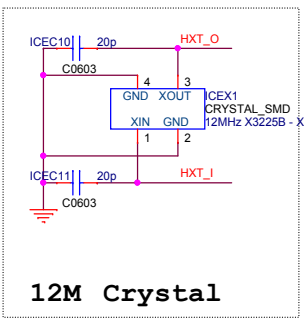 ICEC10 20p HXT_O
C0603
4 3
GND XOUT ICEX1
CRYSTAL_SMD
XIN GND 12MHz X3225B - X
1 2
ICEC11 20p HXT_I
C0603
12M Crystal